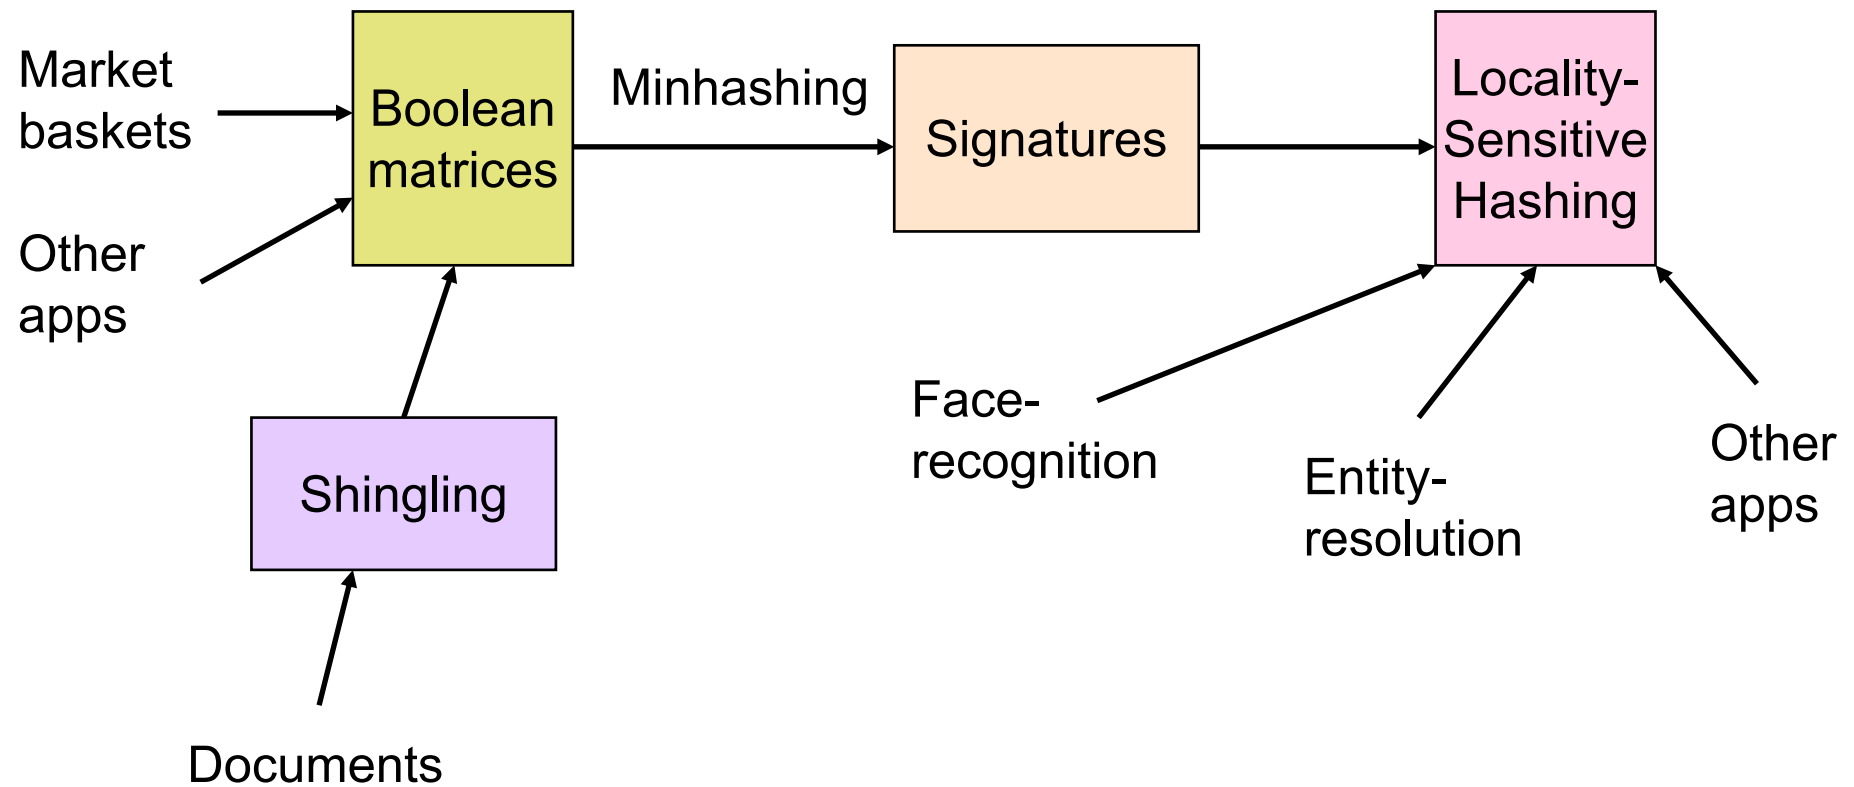 Market
baskets
Other
apps
Boolean
matrices
Minhashing
Signatures
Locality-
Sensitive
Hashing
Shingling
Documents
Face-
recognition
Entity-
resolution
Other
apps